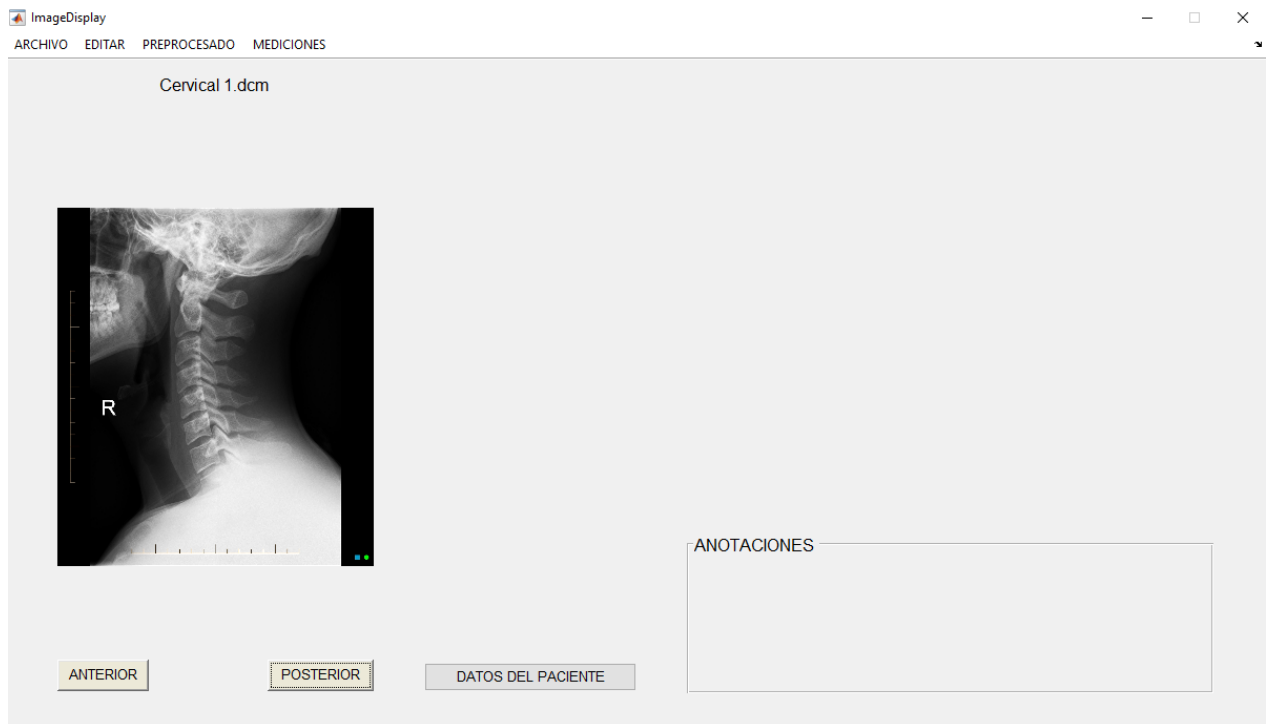 ImageDisplay
ARCHIVO EDITAR PREPROCESADO MEDICIONES
Cervical 1.dcm
R
ANOTACIONES
ANTERIOR POSTERIOR DATOS DEL PACIENTE